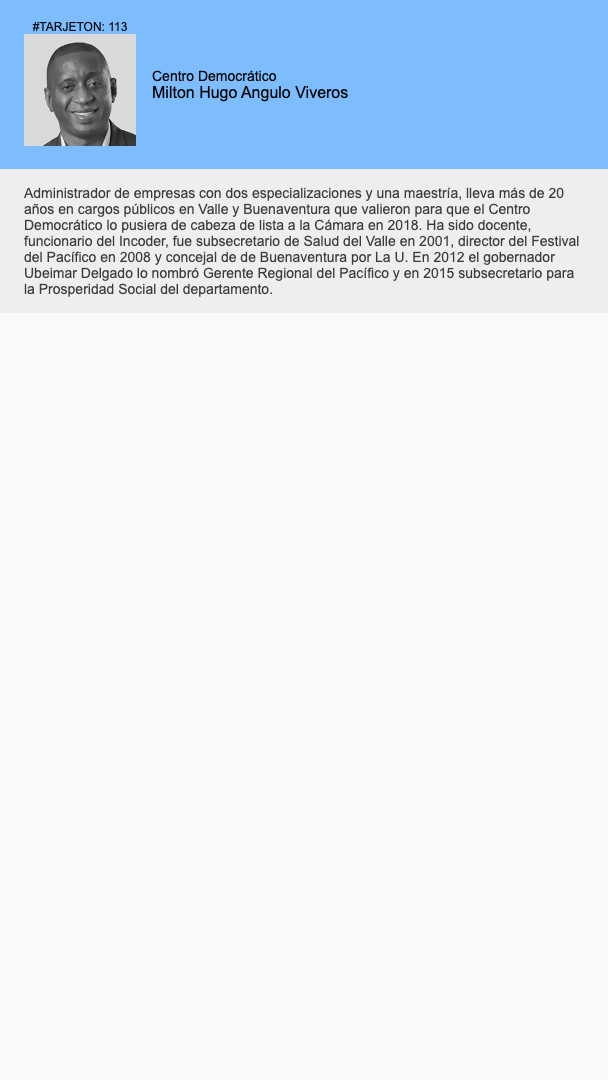 #TARJETON: 113
Centro Democrático
Milton Hugo Angulo Viveros
Administrador de empresas con dos especializaciones y una maestría, lleva más de 20
años en cargos públicos en Valle y Buenaventura que valieron para que el Centro
Democrático lo pusiera de cabeza de lista a la Cámara en 2018. Ha sido docente,
funcionario del Incoder, fue subsecretario de Salud del Valle en 2001, director del Festival
del Pacífico en 2008 y concejal de de Buenaventura por La U. En 2012 el gobernador
Ubeimar Delgado lo nombró Gerente Regional del Pacífico y en 2015 subsecretario para
la Prosperidad Social del departamento.